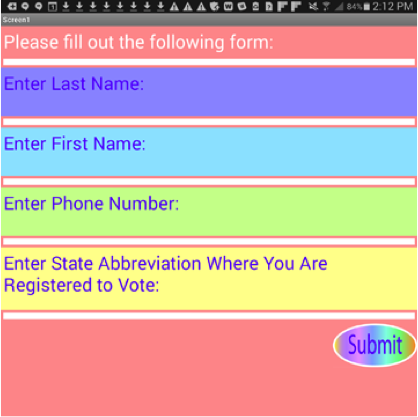 84% 2:12 PM
Screen1
Please fill out the following form:
Enter Last Name:
Enter First Name:
Enter Phone Number:
Enter State Abbreviation Where You Are
Registered to Vote:
Submit